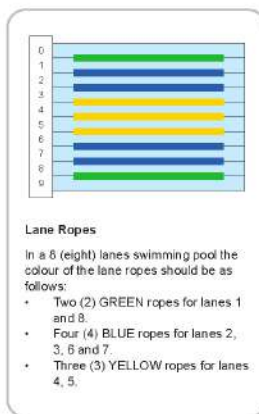 0
1
2
3
4
5
6
7
8
9
Lane Ropes
In a 8 (eight) lanes swimming pool the
colour of the lane ropes should be as
follows:
• Two (2) GREEN ropes for lanes 1
and 8.
• Four (4) BLUE ropes for lanes 2,
3, 6 and 7.
• Three (3) YELLOW ropes for lanes
4, 5.